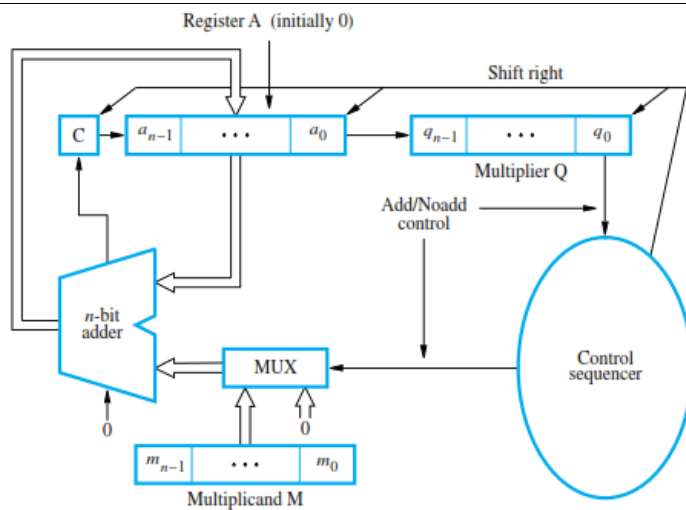 Register A (initially 0)
Shift right
C
a_{n-1} • • • a_0
q_{n-1} • • • q_0
Multiplier Q
Add/Noadd
control
n-bit
adder
MUX
Control
sequencer
0
0
m_{n-1} • • • m_0
Multiplicand M